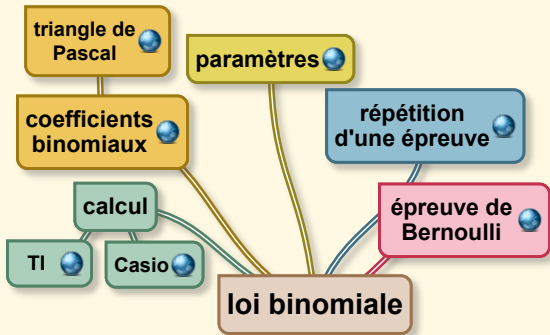 triangle de
Pascal
paramètres
coefficients
binomiaux
répétition
d'une épreuve
calcul
épreuve de
Bernoulli
TI
Casio
loi binomiale